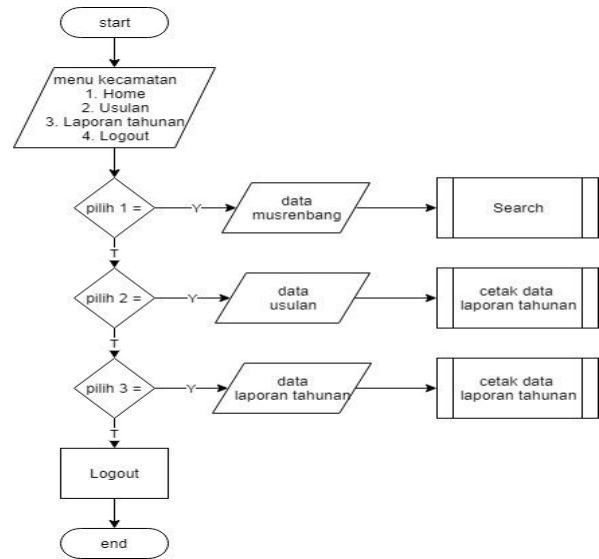 start
menu kecamatan
1. Home
2. Usulan
3. Laporan tahunan
4. Logout
pilih 1 =
Y
data
musrenbang
Search
T
pilih 2 =
Y
data
usulan
cetak data
laporan tahunan
T
pilih 3 =
Y
data
laporan tahunan
cetak data
laporan tahunan
T
Logout
end